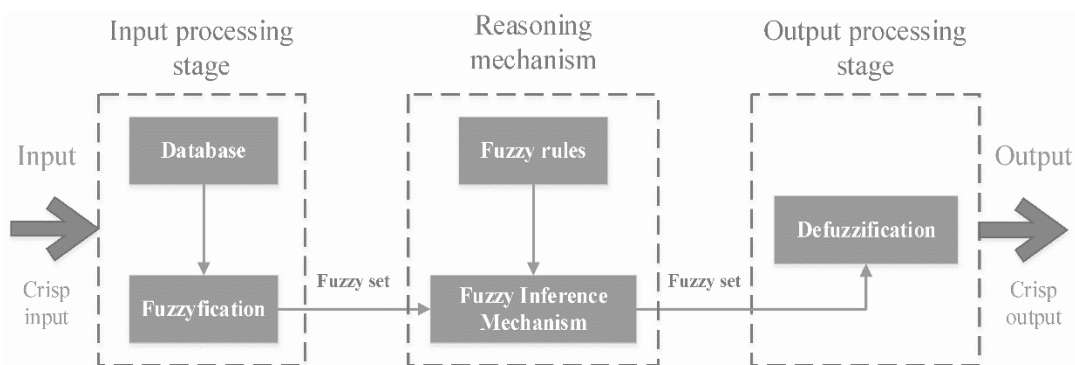 Input processing
stage
Reasoning
mechanism
Output processing
stage
Input
Crisp
input
Database
Fuzzyfication
Fuzzy set
Fuzzy rules
Fuzzy Inference
Mechanism
Fuzzy set
Defuzzification
Output
Crisp
output